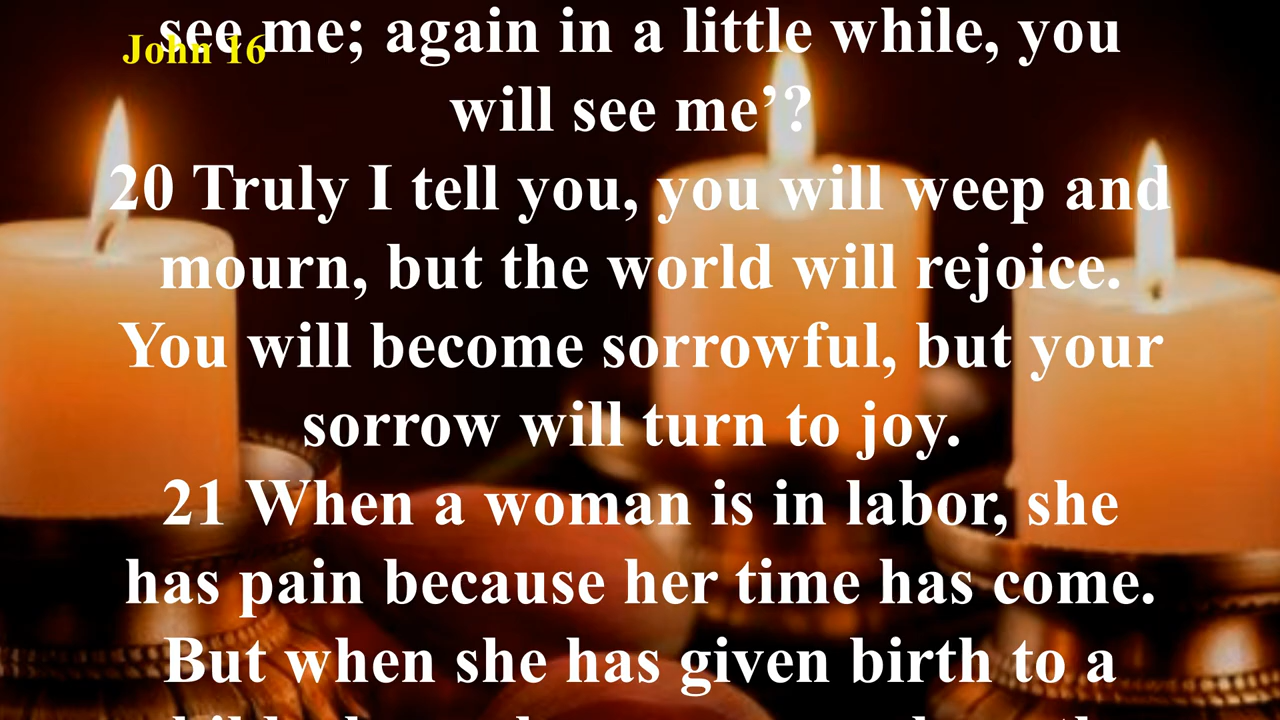 John 16
see me; again in a little while, you
will see me’?
20 Truly I tell you, you will weep and
mourn, but the world will rejoice.
You will become sorrowful, but your
sorrow will turn to joy.
21 When a woman is in labor, she
has pain because her time has come.
But when she has given birth to a